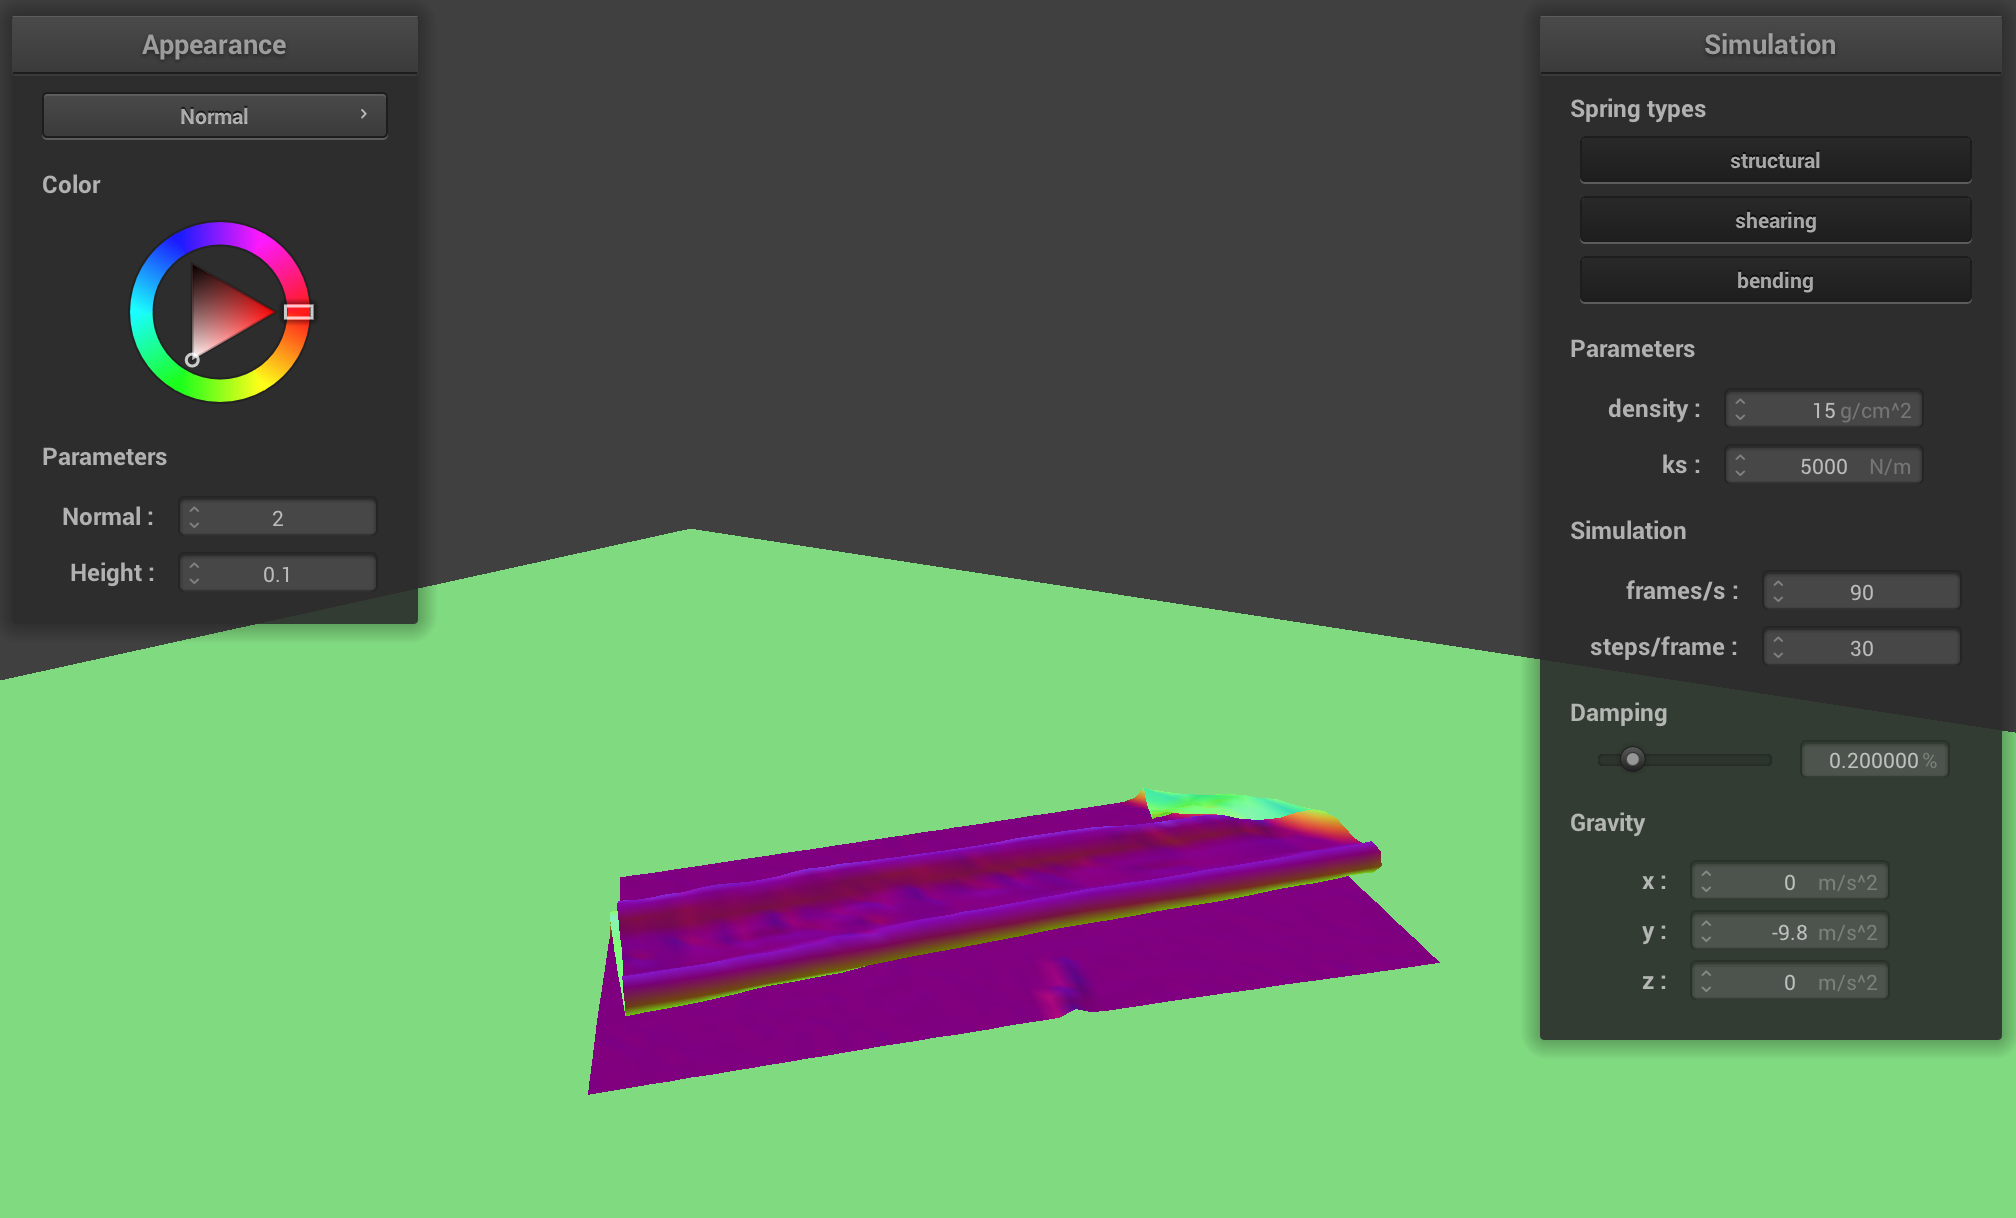 Appearance
Normal
Color
Parameters
Normal : 2
Height : 0.1
Simulation
Spring types
structural
shearing
bending
Parameters
density : 15 g/cm^2
ks : 5000 N/m
Simulation
frames/s : 90
steps/frame : 30
Damping
0.200000 %
Gravity
x : 0 m/s^2
y : -9.8 m/s^2
z : 0 m/s^2